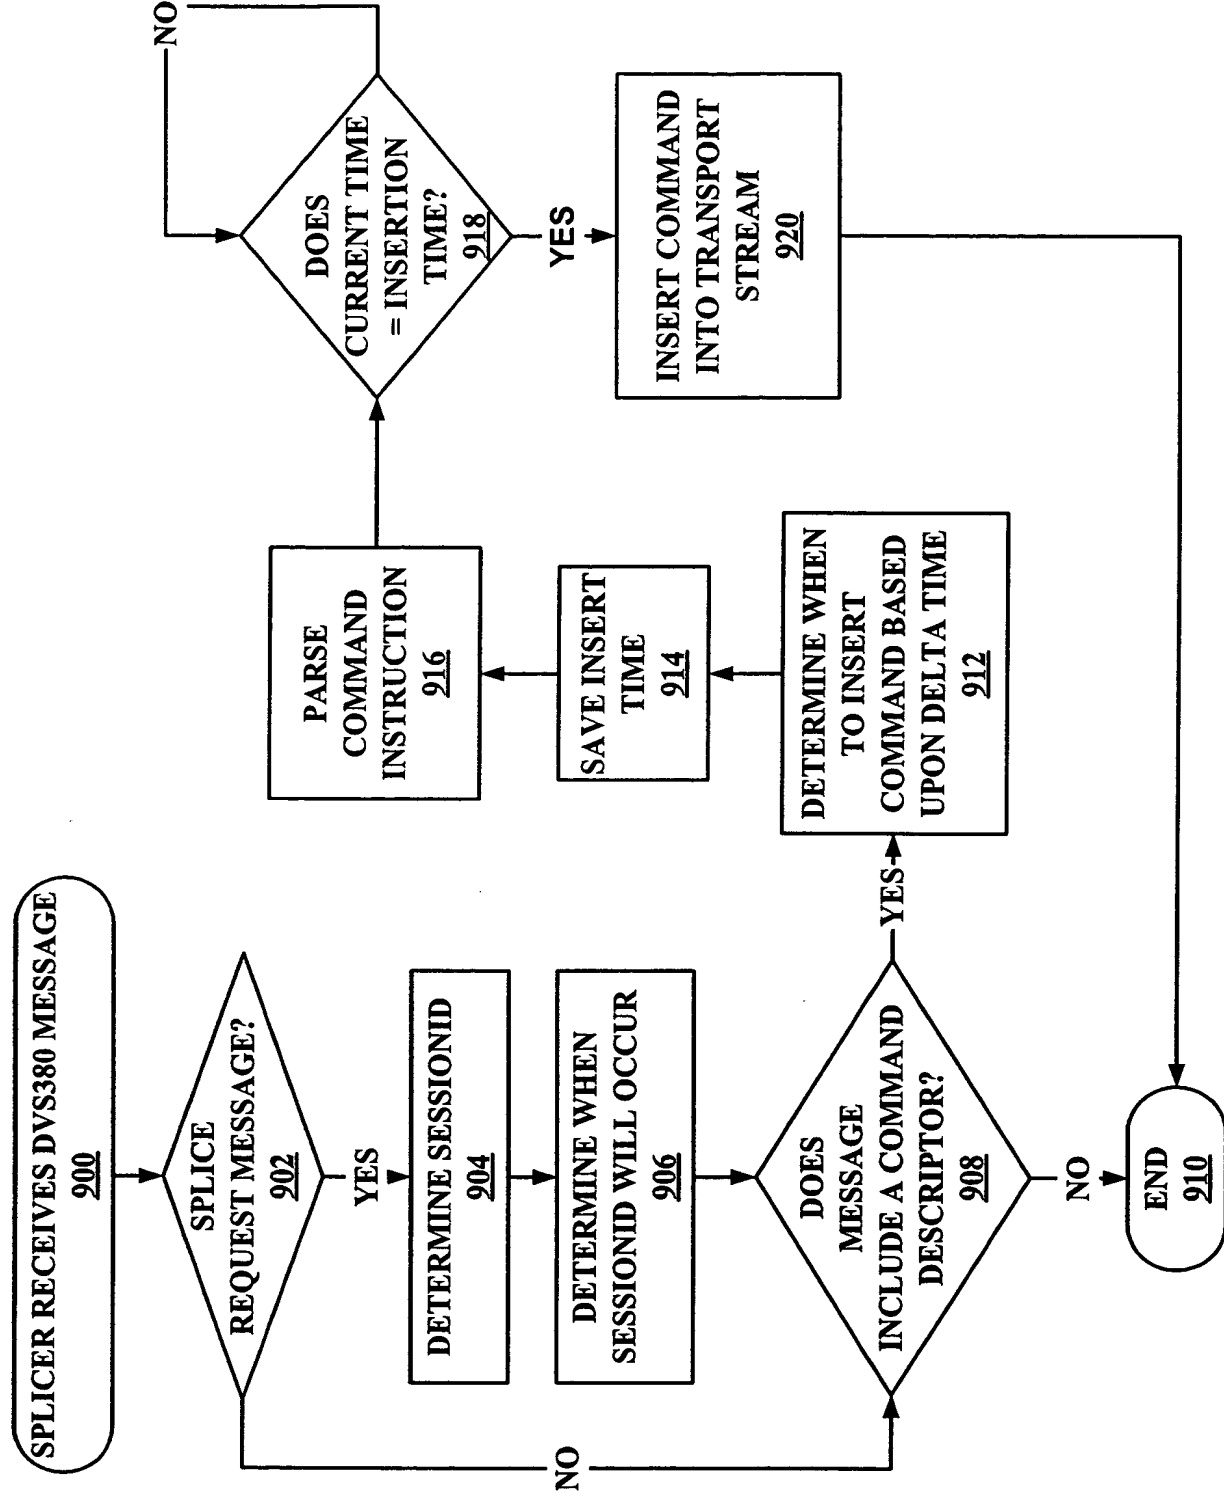 SPLICER RECEIVES DVS380 MESSAGE
900
SPLICE
REQUEST MESSAGE?
902
YES
NO
DETERMINE SESSIONID
904
DETERMINE WHEN
SESSIONID WILL OCCUR
906
DOES
MESSAGE
INCLUDE A COMMAND
DESCRIPTOR?
908
YES
NO
END
910
DETERMINE WHEN
TO INSERT
COMMAND BASED
UPON DELTA TIME
912
SAVE INSERT
TIME
914
PARSE
COMMAND
INSTRUCTION
916
DOES
CURRENT TIME
= INSERTION
TIME?
918
NO
YES
INSERT COMMAND
INTO TRANSPORT
STREAM
920